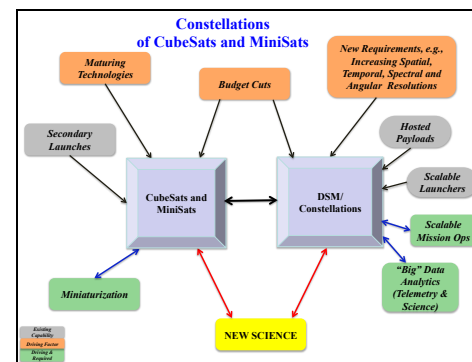 Constellations
of CubeSats and MiniSats
Maturing
Technologies
Budget Cuts
New Requirements, e.g.,
Increasing Spatial,
Temporal, Spectral and
Angular Resolutions
Secondary
Launches
Hosted
Payloads
Scalable
Launchers
CubeSats and
MiniSats
DSM/
Constellations
Scalable
Mission Ops
Miniaturization
“Big” Data
Analytics
(Telemetry &
Science)
NEW SCIENCE
Existing
Capability
Driving Factor
Driving &
Required